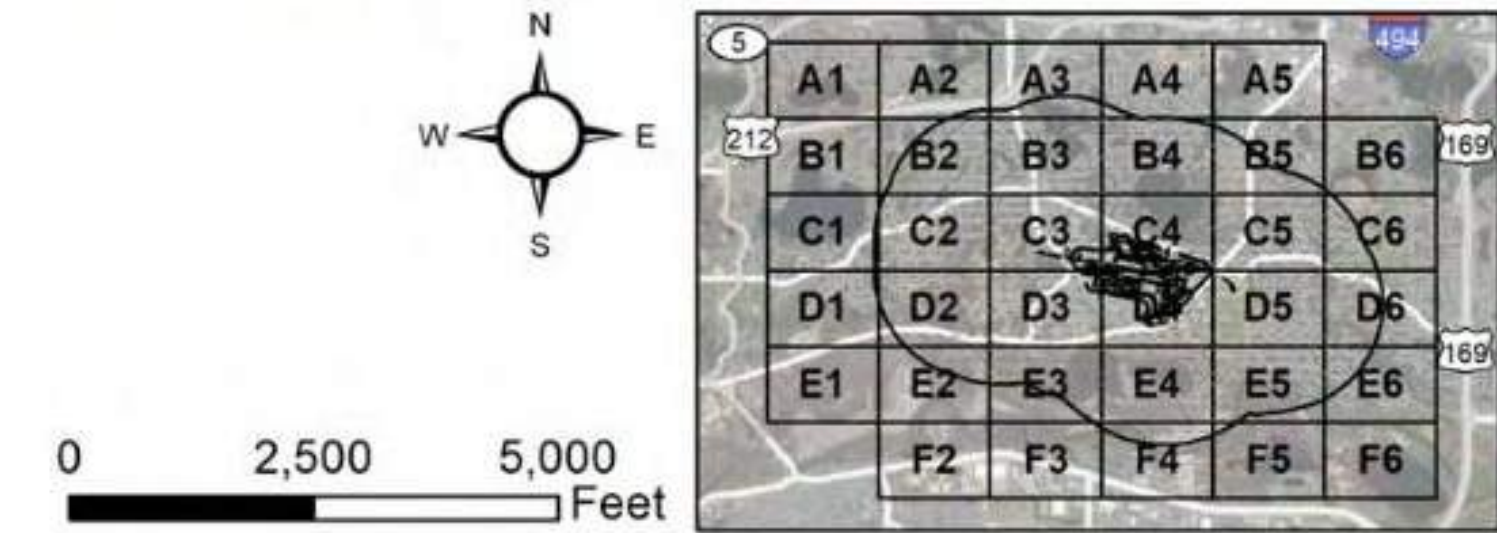 N
W E
S
0 2,500 5,000
Feet
5 494
A1 A2 A3 A4 A5
212 B1 B2 B3 B4 B5 B6 169
C1 C2 C3 C4 C5 C6
D1 D2 D3 D5 D6
169
E1 E2 E3 E4 E5 E6
F2 F3 F4 F5 F6